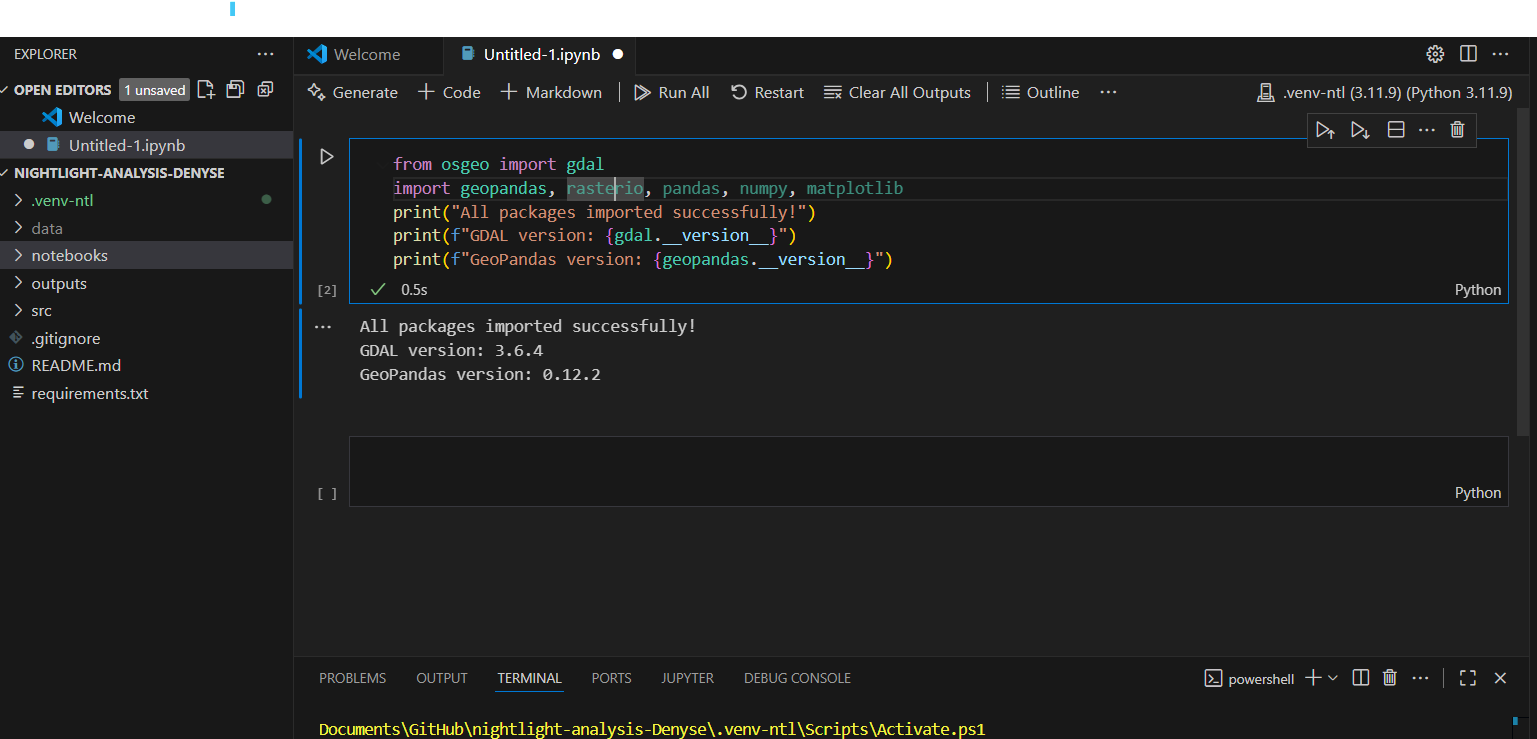 EXPLORER
OPEN EDITORS 1 unsaved
Welcome
Untitled-1.ipynb
NIGHTLIGHT-ANALYSIS-DENYSE
.venv-ntl
data
notebooks
outputs
src
.gitignore
README.md
requirements.txt
Welcome Untitled-1.ipynb
Generate Code Markdown Run All Restart Clear All Outputs Outline .venv-ntl (3.11.9) (Python 3.11.9)
from osgeo import gdal
import geopandas, rasterio, pandas, numpy, matplotlib
print("All packages imported successfully!")
print(f"GDAL version: {gdal.__version__}")
print(f"GeoPandas version: {geopandas.__version__}")
[2] 0.5s Python
All packages imported successfully!
GDAL version: 3.6.4
GeoPandas version: 0.12.2
[ ] Python
PROBLEMS OUTPUT TERMINAL PORTS JUPYTER DEBUG CONSOLE powershell
Documents\GitHub\nightlight-analysis-Denyse\.venv-ntl\Scripts\Activate.ps1